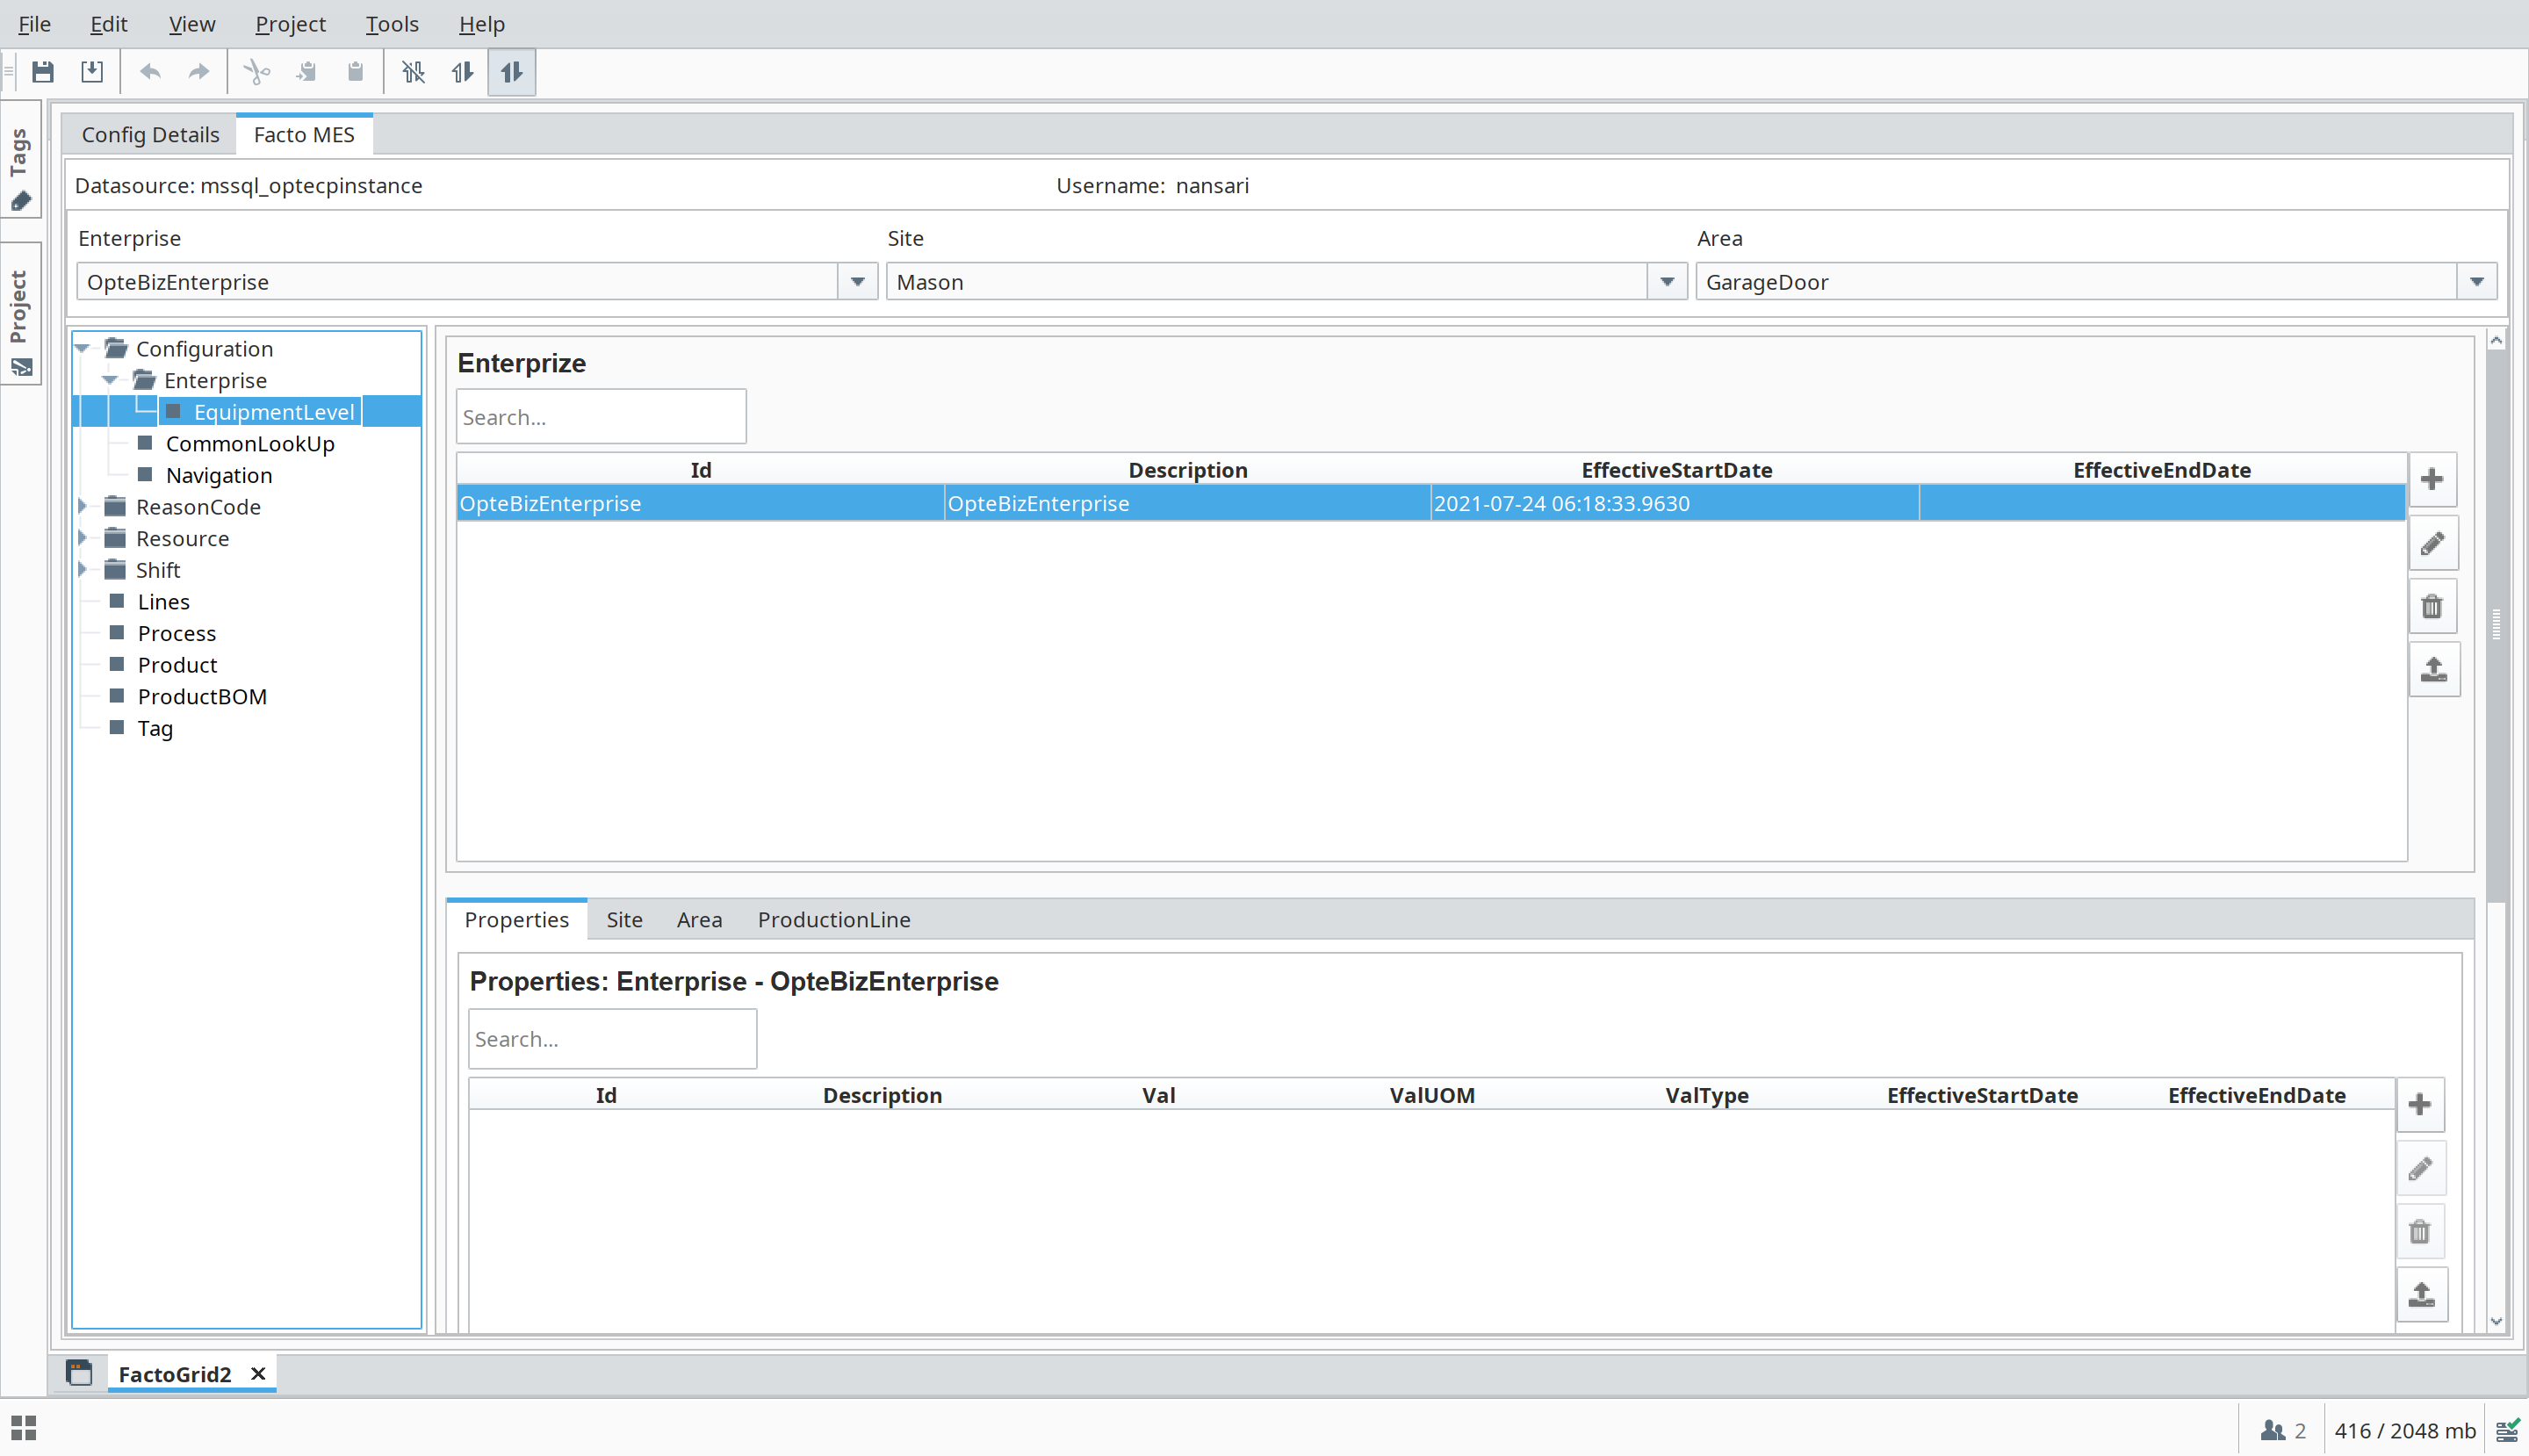 File Edit View Project Tools Help
Tags
Project
Config Details Facto MES
Datasource: mssql_optecpinstance Username: nansari
Enterprise Site Area
OpteBizEnterprise Mason GarageDoor
Configuration
Enterprise
EquipmentLevel
CommonLookUp
Navigation
ReasonCode
Resource
Shift
Lines
Process
Product
ProductBOM
Tag
Enterprize
Search...
Id Description EffectiveStartDate EffectiveEndDate
OpteBizEnterprise OpteBizEnterprise 2021-07-24 06:18:33.9630
Properties Site Area ProductionLine
Properties: Enterprise - OpteBizEnterprise
Search...
Id Description Val ValUOM ValType EffectiveStartDate EffectiveEndDate
FactoGrid2
2 416 / 2048 mb